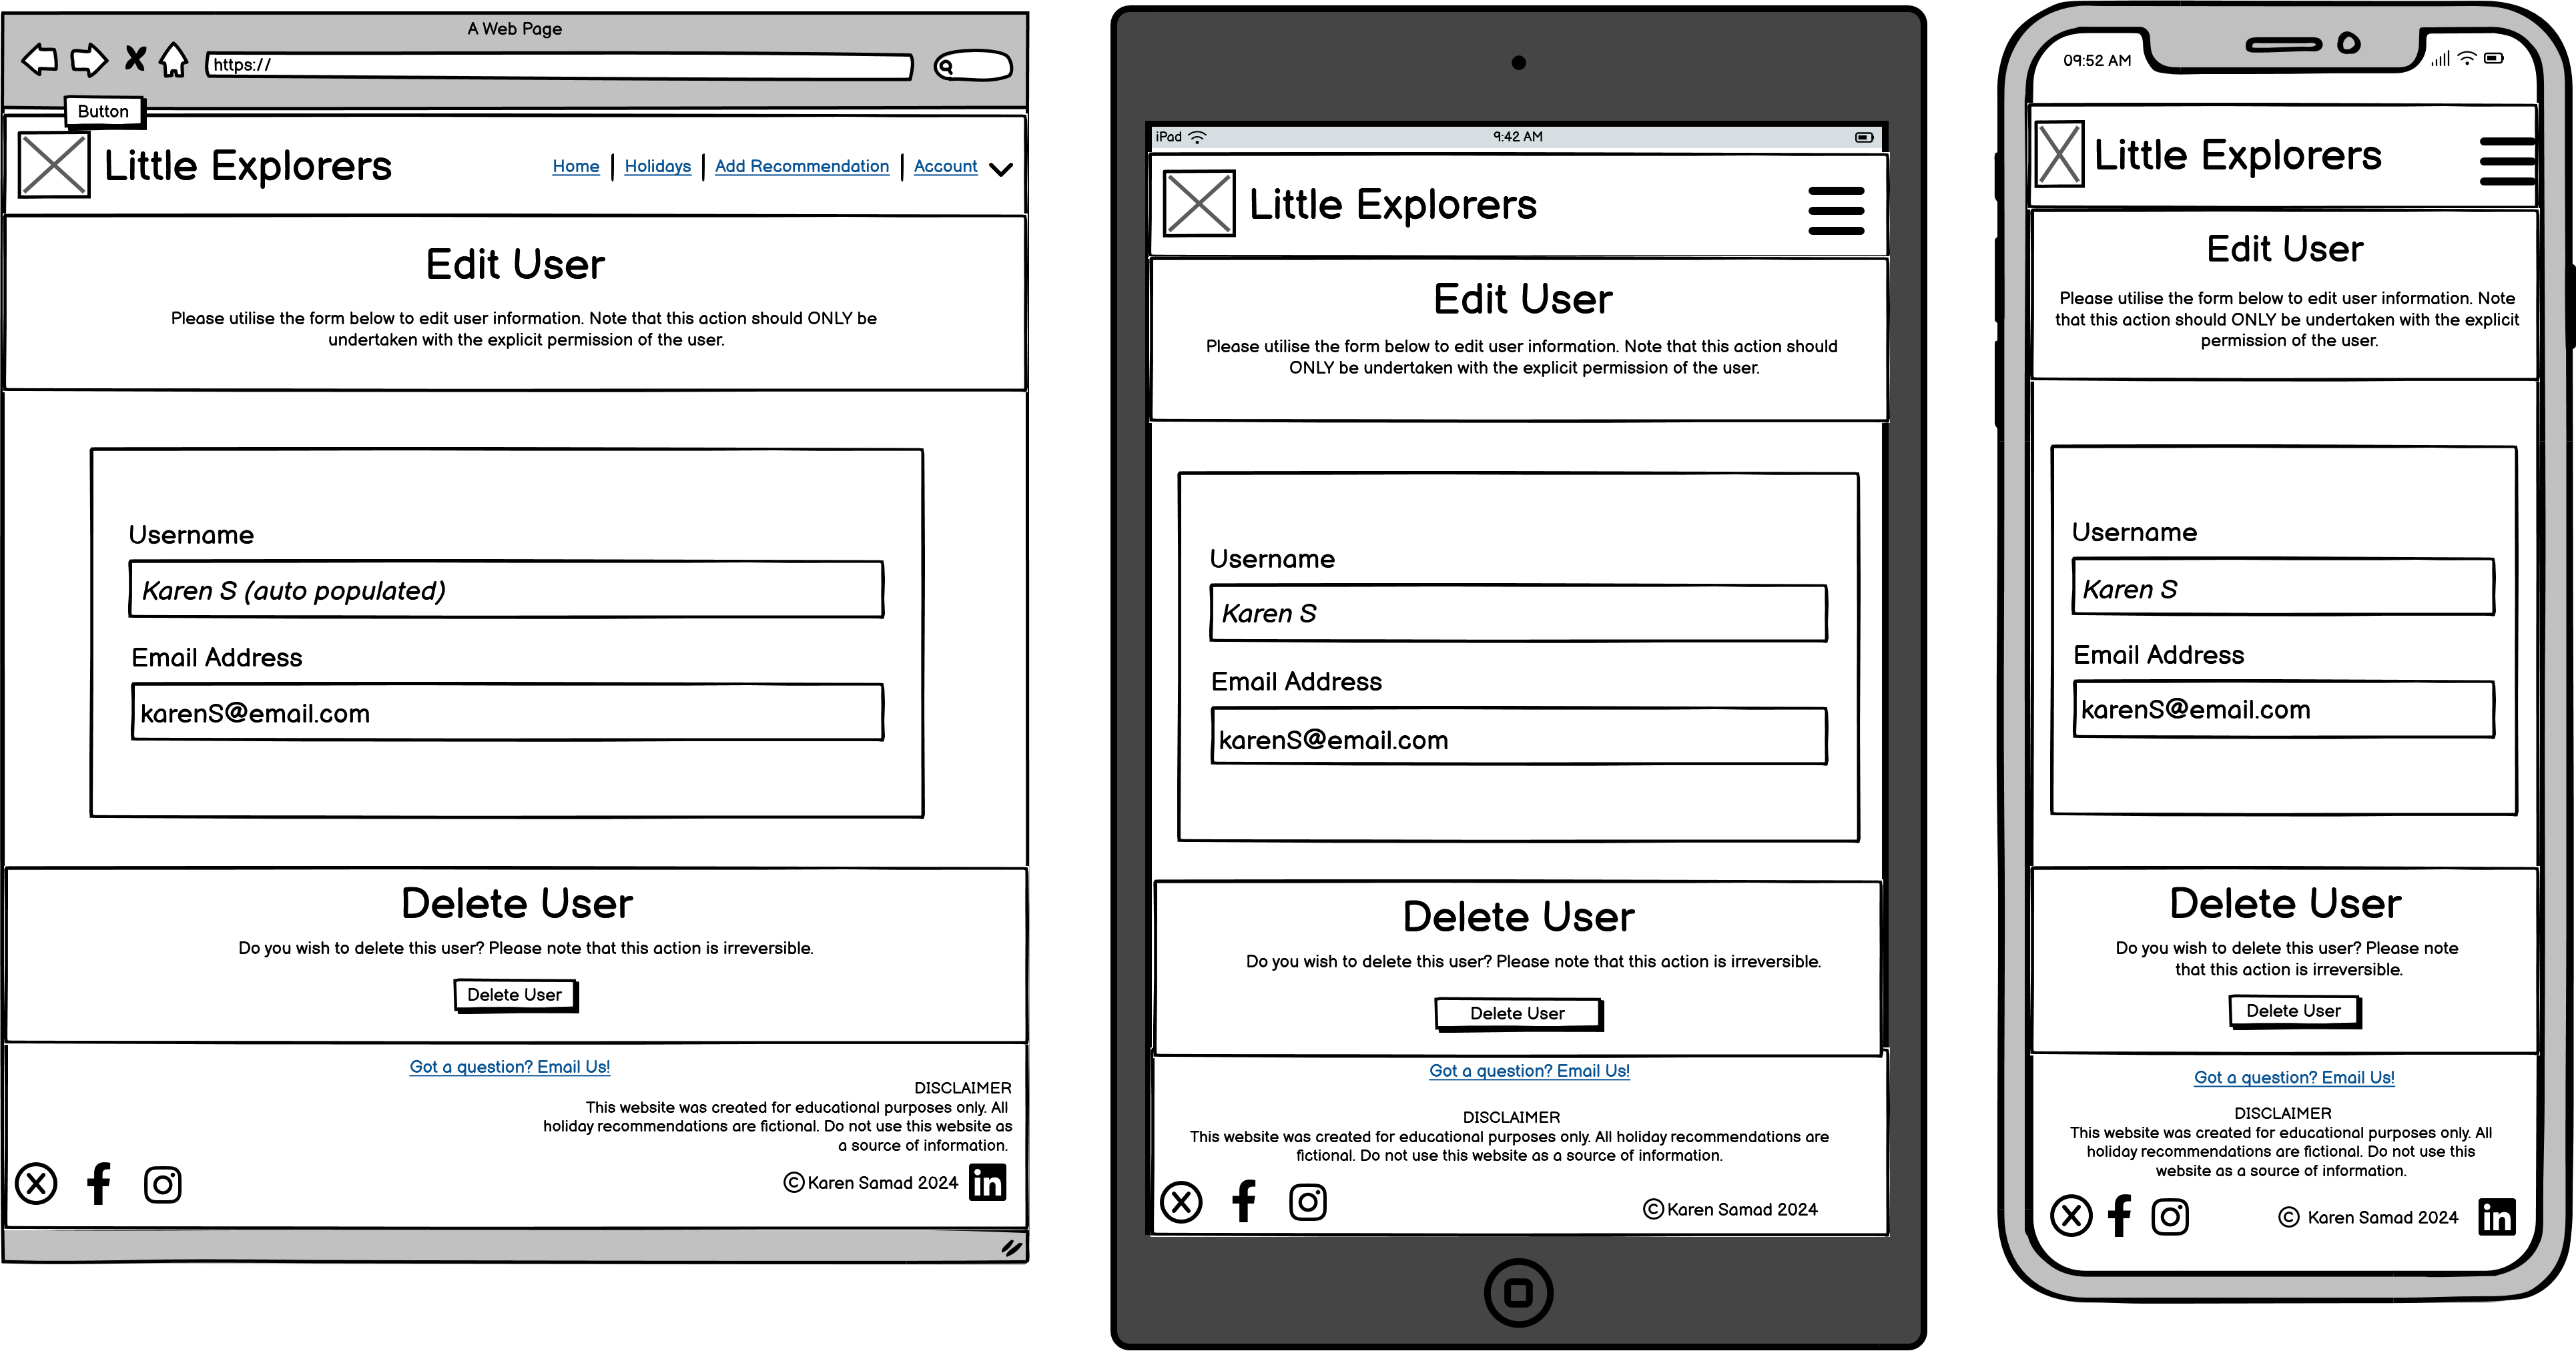 A Web Page
https://
Button
Little Explorers
Home
Holidays
Add Recommendation
Account
Edit User
Please utilise the form below to edit user information. Note that this action should ONLY be
undertaken with the explicit permission of the user.
Username
Karen S (auto populated)
Email Address
karenS@email.com
Delete User
Do you wish to delete this user? Please note that this action is irreversible.
Delete User
Got a question? Email Us!
DISCLAIMER
This website was created for educational purposes only. All
holiday recommendations are fictional. Do not use this website as
a source of information.
© Karen Samad 2024
in
iPad
9:42 AM
Little Explorers
Edit User
Please utilise the form below to edit user information. Note that this action should
ONLY be undertaken with the explicit permission of the user.
Username
Karen S
Email Address
karenS@email.com
Delete User
Do you wish to delete this user? Please note that this action is irreversible.
Delete User
Got a question? Email Us!
DISCLAIMER
This website was created for educational purposes only. All holiday recommendations are
fictional. Do not use this website as a source of information.
© Karen Samad 2024
09:52 AM
Little Explorers
Edit User
Please utilise the form below to edit user information. Note
that this action should ONLY be undertaken with the explicit
permission of the user.
Username
Karen S
Email Address
karenS@email.com
Delete User
Do you wish to delete this user? Please note
that this action is irreversible.
Delete User
Got a question? Email Us!
DISCLAIMER
This website was created for educational purposes only. All
holiday recommendations are fictional. Do not use this
website as a source of information.
© Karen Samad 2024
in